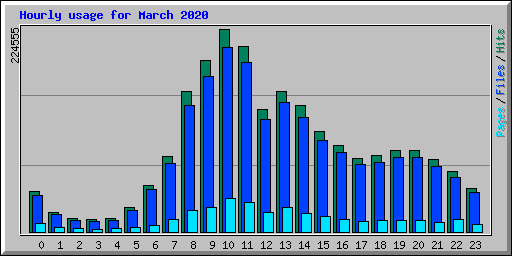 Hourly usage for March 2020
224555
Pages/Files/Hits
0 1 2 3 4 5 6 7 8 9 10 11 12 13 14 15 16 17 18 19 20 21 22 23